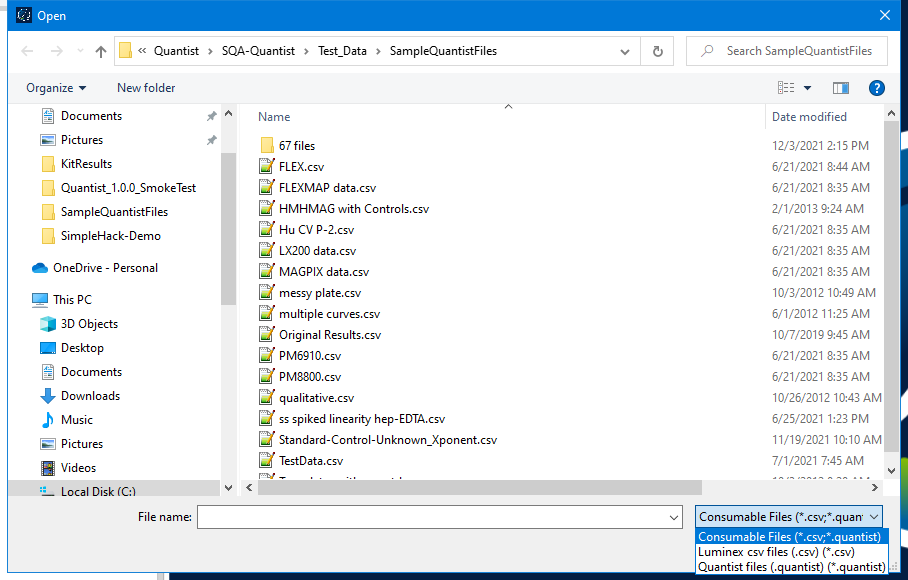 Open
« Quantist > SQA-Quantist > Test_Data > SampleQuantistFiles
Search SampleQuantistFiles
Organize
New folder
Documents
Pictures
KitResults
Quantist_1.0.0_SmokeTest
SampleQuantistFiles
SimpleHack-Demo
OneDrive - Personal
This PC
3D Objects
Desktop
Documents
Downloads
Music
Pictures
Videos
Local Disk (C:)
Name Date modified
67 files 12/3/2021 2:15 PM
FLEX.csv 6/21/2021 8:44 AM
FLEXMAP data.csv 6/21/2021 8:35 AM
HMHMAG with Controls.csv 2/1/2013 9:24 AM
Hu CV P-2.csv 6/21/2021 8:35 AM
LX200 data.csv 6/21/2021 8:35 AM
MAGPIX data.csv 6/21/2021 8:35 AM
messy plate.csv 10/3/2012 10:49 AM
multiple curves.csv 6/1/2012 11:25 AM
Original Results.csv 10/7/2019 9:45 AM
PM6910.csv 6/21/2021 8:35 AM
PM8800.csv 6/21/2021 8:35 AM
qualitative.csv 10/26/2012 10:43 AM
ss spiked linearity hep-EDTA.csv 6/25/2021 1:23 PM
Standard-Control-Unknown_Xponent.csv 11/19/2021 10:10 AM
TestData.csv 7/1/2021 7:45 AM
File name:
Consumable Files (*.csv;*.quant
Consumable Files (*.csv;*.quantist)
Luminex csv files (.csv) (*.csv)
Quantist files (.quantist) (*.quantist)